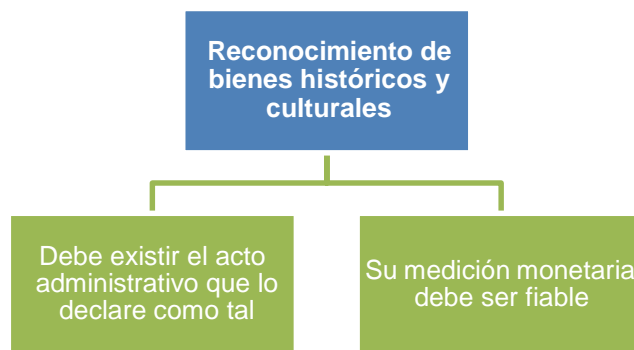 Reconocimiento de
bienes históricos y
culturales
Debe existir el acto
administrativo que lo
declare como tal
Su medición monetaria
debe ser fiable